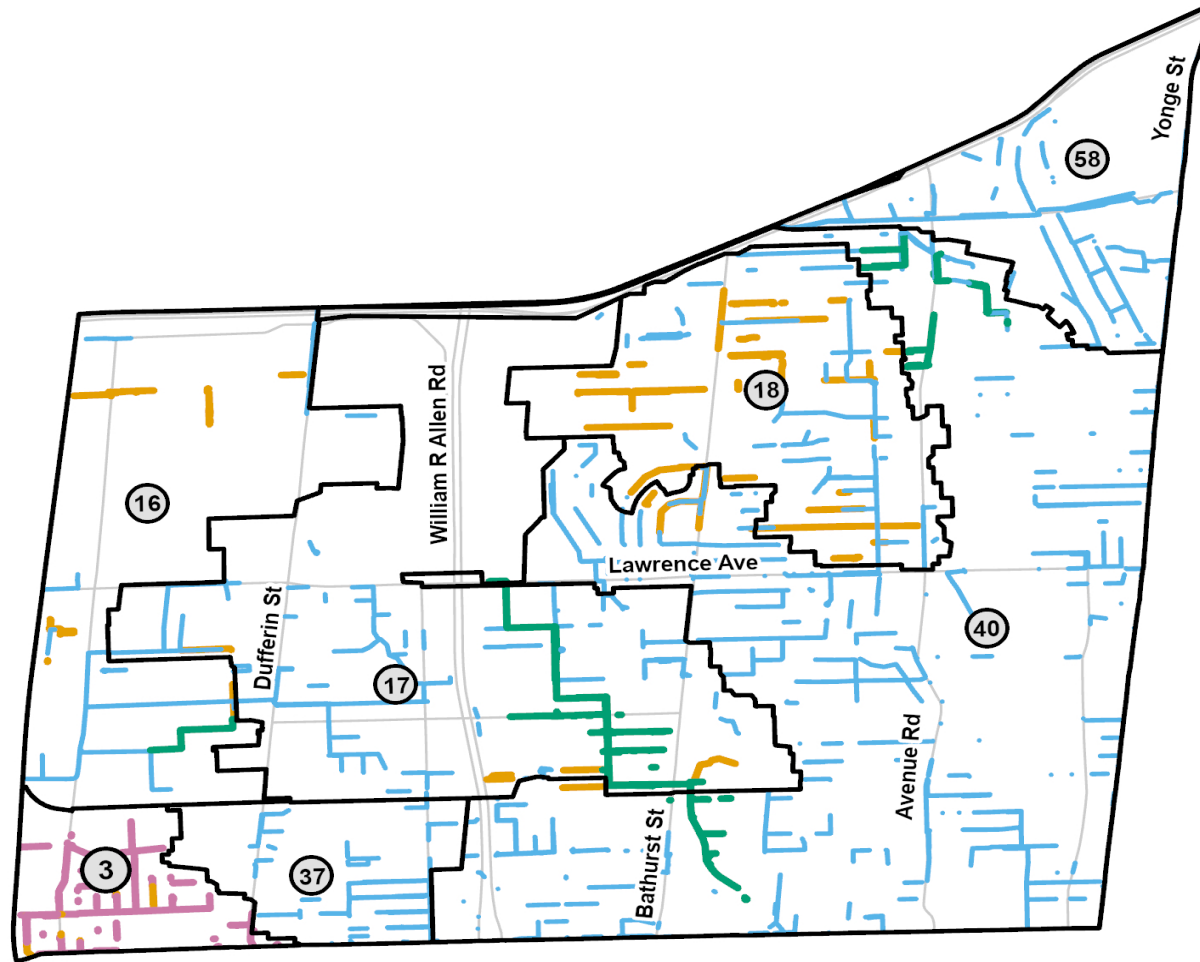 Yonge St
58
William R Allen Rd
18
16
Lawrence Ave
Dufferin St
40
17
Avenue Rd
Bathurst St
3
37